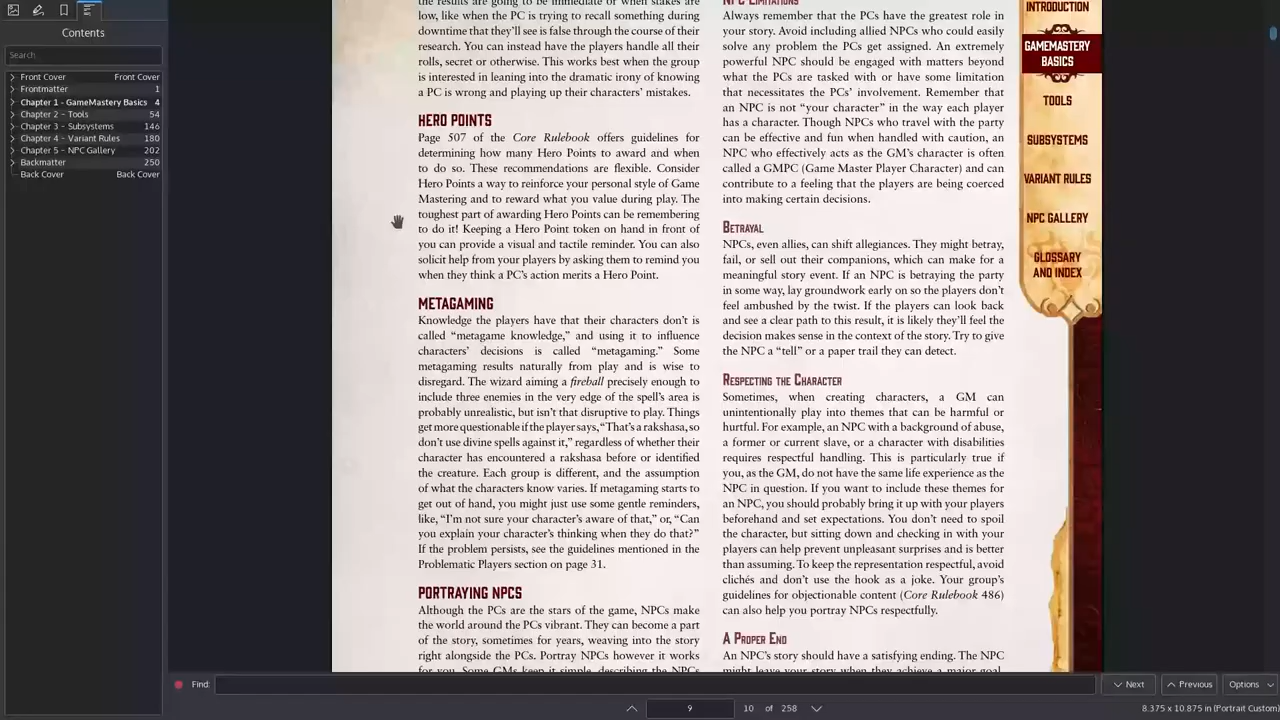 Contents
Search
Front Cover Front Cover
Frontmatter 1
Chapter 1 - GameMastery Basics 4
Chapter 2 - Tools 54
Chapter 3 - Subsystems 146
Chapter 4 - Variant Rules 180
Chapter 5 - NPC Gallery 202
Backmatter 250
Back Cover Back Cover
the results are going to be immediate or when stakes are
low, like when the PC is trying to recall something during
downtime that they'll see is false through the course of their
research. You can instead have the players handle all their
rolls, secret or otherwise. This works best when the group
is interested in leaning into the dramatic irony of knowing
a PC is wrong and playing up their characters' mistakes.
HERO POINTS
Page 507 of the Core Rulebook offers guidelines for
determining how many Hero Points to award and when
to do so. These recommendations are flexible. Consider
Hero Points a way to reinforce your personal style of Game
Mastering and to reward what you value during play. The
toughest part of awarding Hero Points can be remembering
to do it! Keeping a Hero Point token on hand in front of
you can provide a visual and tactile reminder. You can also
solicit help from your players by asking them to remind you
when they think a PC's action merits a Hero Point.
METAGAMING
Knowledge the players have that their characters don't is
called “metagame knowledge,” and using it to influence
characters' decisions is called “metagaming.” Some
metagaming results naturally from play and is wise to
disregard. The wizard aiming a fireball precisely enough to
include three enemies in the very edge of the spell's area is
probably unrealistic, but isn't that disruptive to play. Things
get more questionable if the player says, “That's a rakshasa, so
don't use divine spells against it,” regardless of whether their
character has encountered a rakshasa before or identified
the creature. Each group is different, and the assumption
of what the characters know varies. If metagaming starts to
get out of hand, you might just use some gentle reminders,
like, “I'm not sure your character's aware of that,” or, “Can
you explain your character's thinking when they do that?”
If the problem persists, see the guidelines mentioned in the
Problematic Players section on page 31.
PORTRAYING NPCS
Although the PCs are the stars of the game, NPCs make
the world around the PCs vibrant. They can become a part
of the story, sometimes for years, weaving into the story
right alongside the PCs. Portray NPCs however it works
for you. Some GMs keep it simple, describing the NPCs
NPC Limitations
Always remember that the PCs have the greatest role in
your story. Avoid including allied NPCs who could easily
solve any problem the PCs get assigned. An extremely
powerful NPC should be engaged with matters beyond
what the PCs are tasked with or have some limitation
that necessitates the PCs' involvement. Remember that
an NPC is not “your character” in the way each player
has a character. Though NPCs who travel with the party
can be effective and fun when handled with caution, an
NPC who effectively acts as the GM's character is often
called a GMPC (Game Master Player Character) and can
contribute to a feeling that the players are being coerced
into making certain decisions.
Betrayal
NPCs, even allies, can shift allegiances. They might betray,
fail, or sell out their companions, which can make for a
meaningful story event. If an NPC is betraying the party
in some way, lay groundwork early on so the players don't
feel ambushed by the twist. If the players can look back
and see a clear path to this result, it is likely they'll feel the
decision makes sense in the context of the story. Try to give
the NPC a “tell” or a paper trail they can detect.
Respecting the Character
Sometimes, when creating characters, a GM can
unintentionally play into themes that can be harmful or
hurtful. For example, an NPC with a background of abuse,
a former or current slave, or a character with disabilities
requires respectful handling. This is particularly true if
you, as the GM, do not have the same life experience as the
NPC in question. If you want to include these themes for
an NPC, you should probably bring it up with your players
beforehand and set expectations. You don't need to spoil
the character, but sitting down and checking in with your
players can help prevent unpleasant surprises and is better
than assuming. To keep the representation respectful, avoid
clichés and don't use the hook as a joke. Your group's
guidelines for objectionable content (Core Rulebook 486)
can also help you portray NPCs respectfully.
A Proper End
An NPC's story should have a satisfying ending. The NPC
might leave your story when they achieve a major goal,
INTRODUCTION
GAMEMASTERY
BASICS
TOOLS
SUBSYSTEMS
VARIANT RULES
NPC GALLERY
GLOSSARY
AND INDEX
Find:
Next
Previous
Options
9
10 of 258
8.375 x 10.875 in (Portrait Custom)